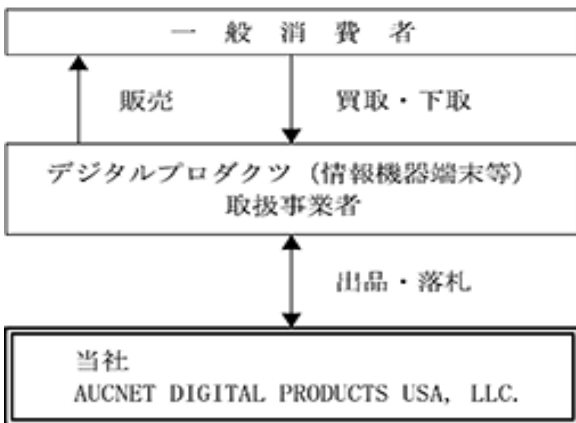 一般消費者
販売
買取・下取
デジタルプロダクツ（情報機器端末等）
取扱事業者
出品・落札
当社
AUCNET DIGITAL PRODUCTS USA, LLC.